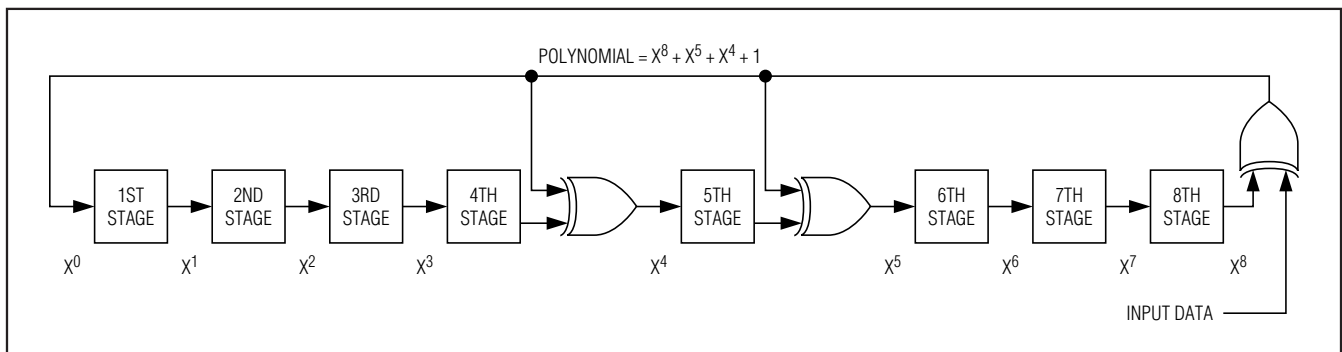 POLYNOMIAL = X⁸ + X⁵ + X⁴ + 1
1ST
STAGE
2ND
STAGE
3RD
STAGE
4TH
STAGE
5TH
STAGE
6TH
STAGE
7TH
STAGE
8TH
STAGE
X⁰
X¹
X²
X³
X⁴
X⁵
X⁶
X⁷
X⁸
INPUT DATA